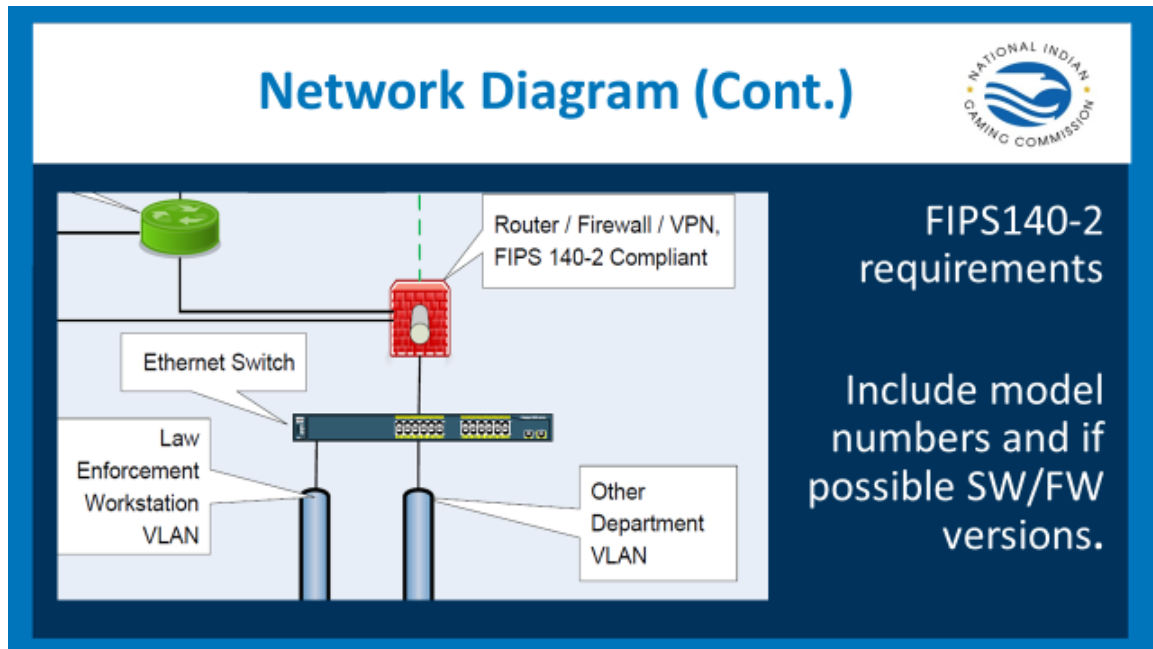 Network Diagram (Cont.)
NATIONAL INDIAN
GAMING COMMISSION
Router / Firewall / VPN,
FIPS 140-2 Compliant
Ethernet Switch
Law
Enforcement
Workstation
VLAN
Other
Department
VLAN
FIPS140-2
requirements
Include model
numbers and if
possible SW/FW
versions.